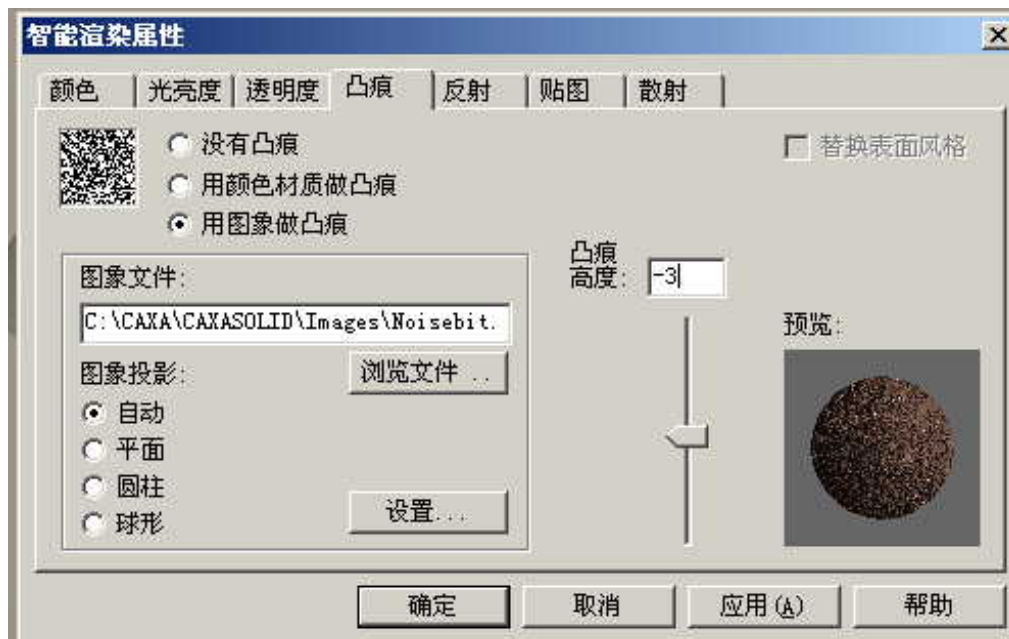 智能渲染属性
颜色 光亮度 透明度 凸痕 反射 贴图 散射
没有凸痕
替换表面风格
用颜色材质做凸痕
用图象做凸痕
图象文件:
凸痕
高度: -3
C:\CAXA\CAXASOLID\Images\Noisebit.
预览:
图象投影:
浏览文件 ..
自动
平面
圆柱
球形
设置...
确定 取消 应用(A) 帮助